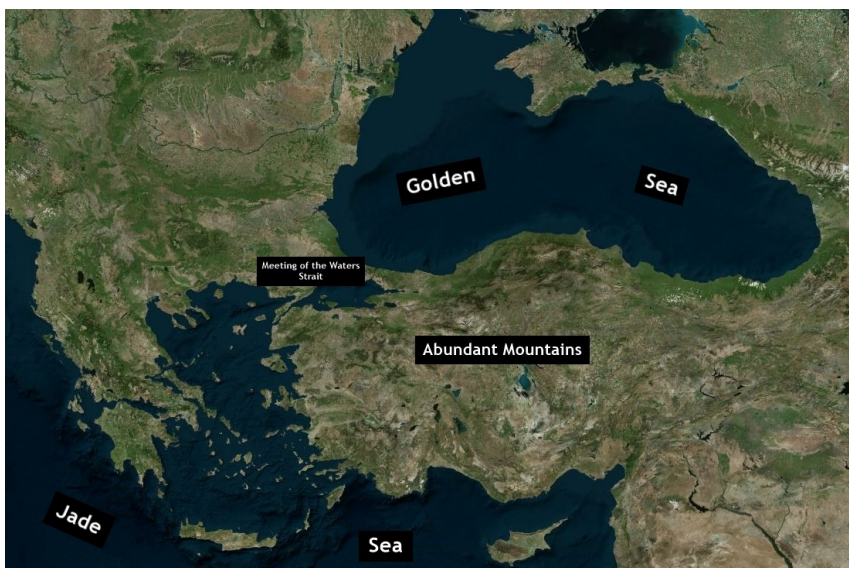 Golden
Sea
Meeting of the Waters
Strait
Abundant Mountains
Jade
Sea